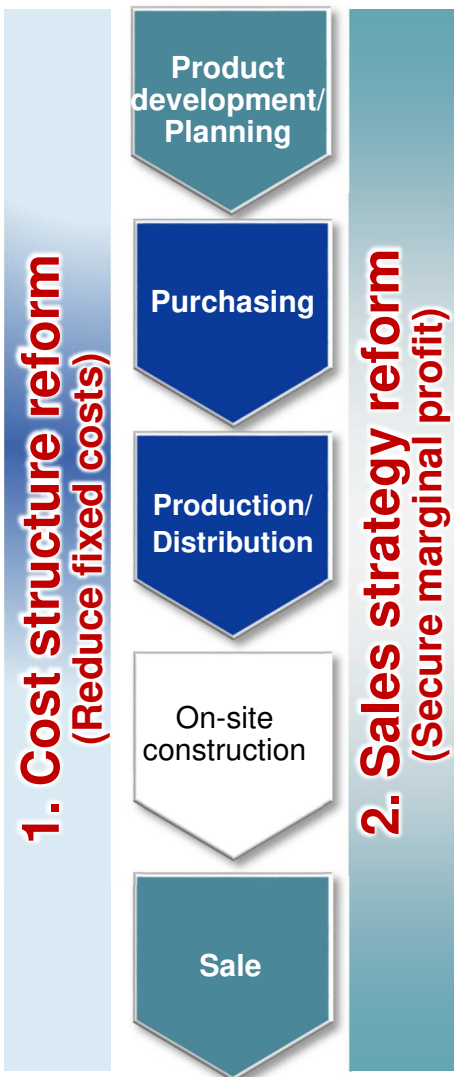 Product
development/
Planning
Purchasing
Production/
Distribution
On-site
construction
Sale
1. Cost structure reform
(Reduce fixed costs)
2. Sales strategy reform
(Secure marginal profit)